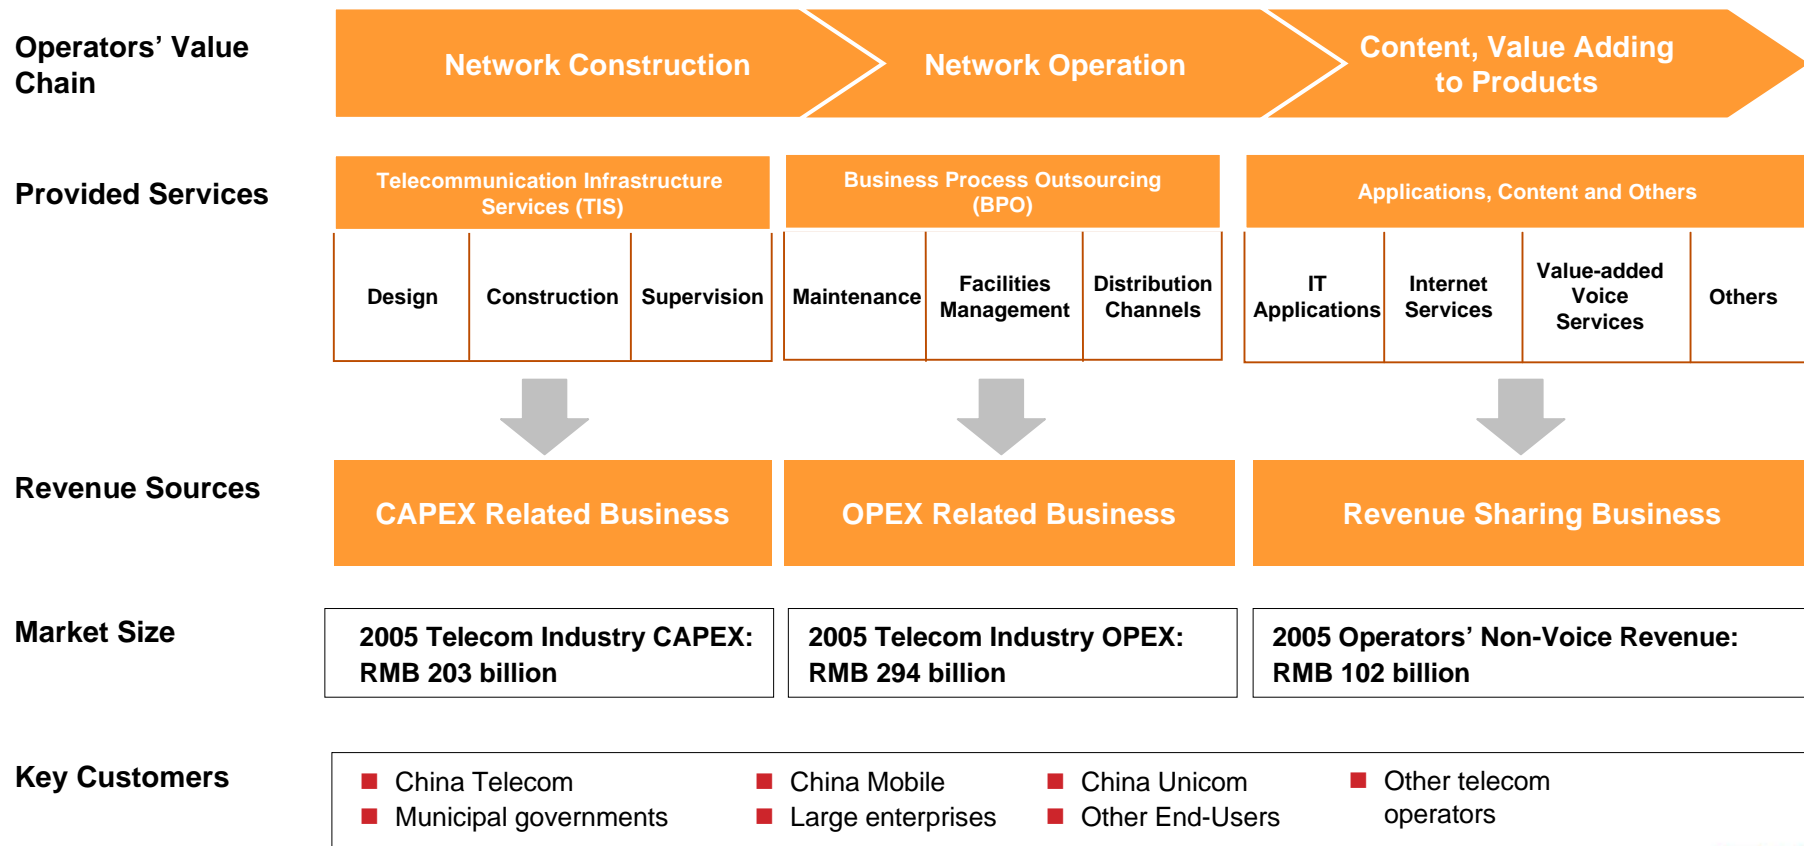 Operators’ Value
Chain
Network Construction
Network Operation
Content, Value Adding
to Products
Provided Services
Telecommunication Infrastructure
Services (TIS)
Business Process Outsourcing
(BPO)
Applications, Content and Others
Design
Construction
Supervision
Maintenance
Facilities
Management
Distribution
Channels
IT
Applications
Internet
Services
Value-added
Voice
Services
Others
Revenue Sources
CAPEX Related Business
OPEX Related Business
Revenue Sharing Business
Market Size
2005 Telecom Industry CAPEX:
RMB 203 billion
2005 Telecom Industry OPEX:
RMB 294 billion
2005 Operators’ Non-Voice Revenue:
RMB 102 billion
Key Customers
China Telecom
Municipal governments
China Mobile
Large enterprises
China Unicom
Other End-Users
Other telecom
operators